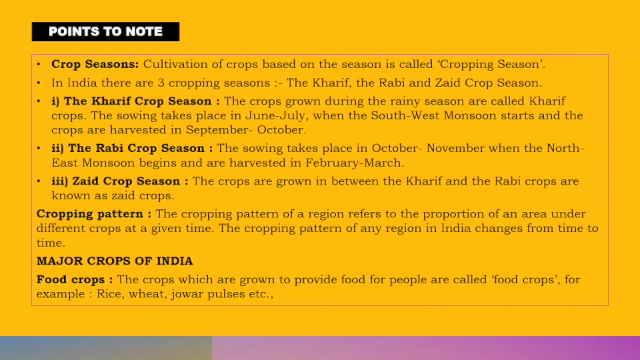 POINTS TO NOTE
• Crop Seasons: Cultivation of crops based on the season is called ‘Cropping Season’.
• In India there are 3 cropping seasons :- The Kharif, the Rabi and Zaid Crop Season.
• i) The Kharif Crop Season : The crops grown during the rainy season are called Kharif
crops. The sowing takes place in June-July, when the South-West Monsoon starts and the
crops are harvested in September- October.
• ii) The Rabi Crop Season : The sowing takes place in October- November when the North-
East Monsoon begins and are harvested in February-March.
• iii) Zaid Crop Season : The crops are grown in between the Kharif and the Rabi crops are
known as zaid crops.
Cropping pattern : The cropping pattern of a region refers to the proportion of an area under
different crops at a given time. The cropping pattern of any region in India changes from time to
time.
MAJOR CROPS OF INDIA
Food crops : The crops which are grown to provide food for people are called ‘food crops’, for
example : Rice, wheat, jowar pulses etc.,